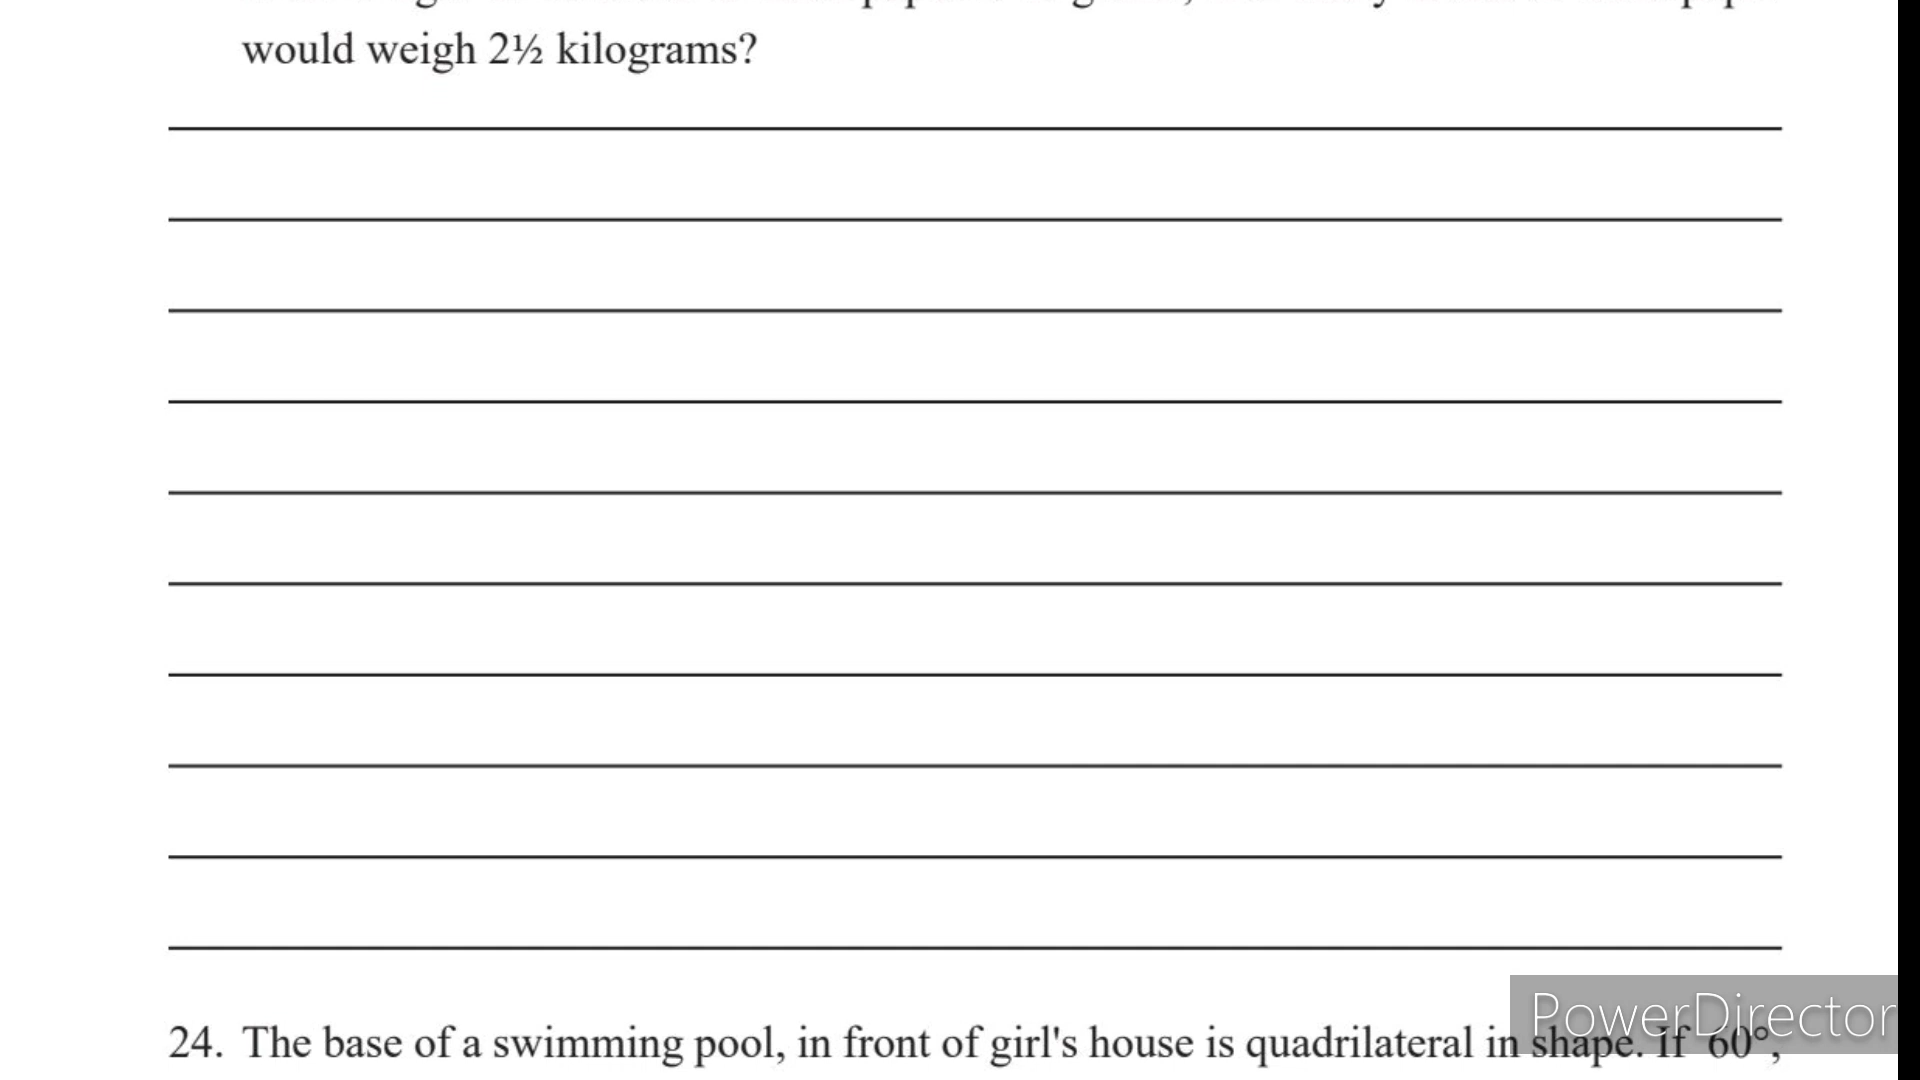 would weigh 2½ kilograms?
24. The base of a swimming pool, in front of girl's house is quadrilateral in shape. If 60°,
PowerDirector